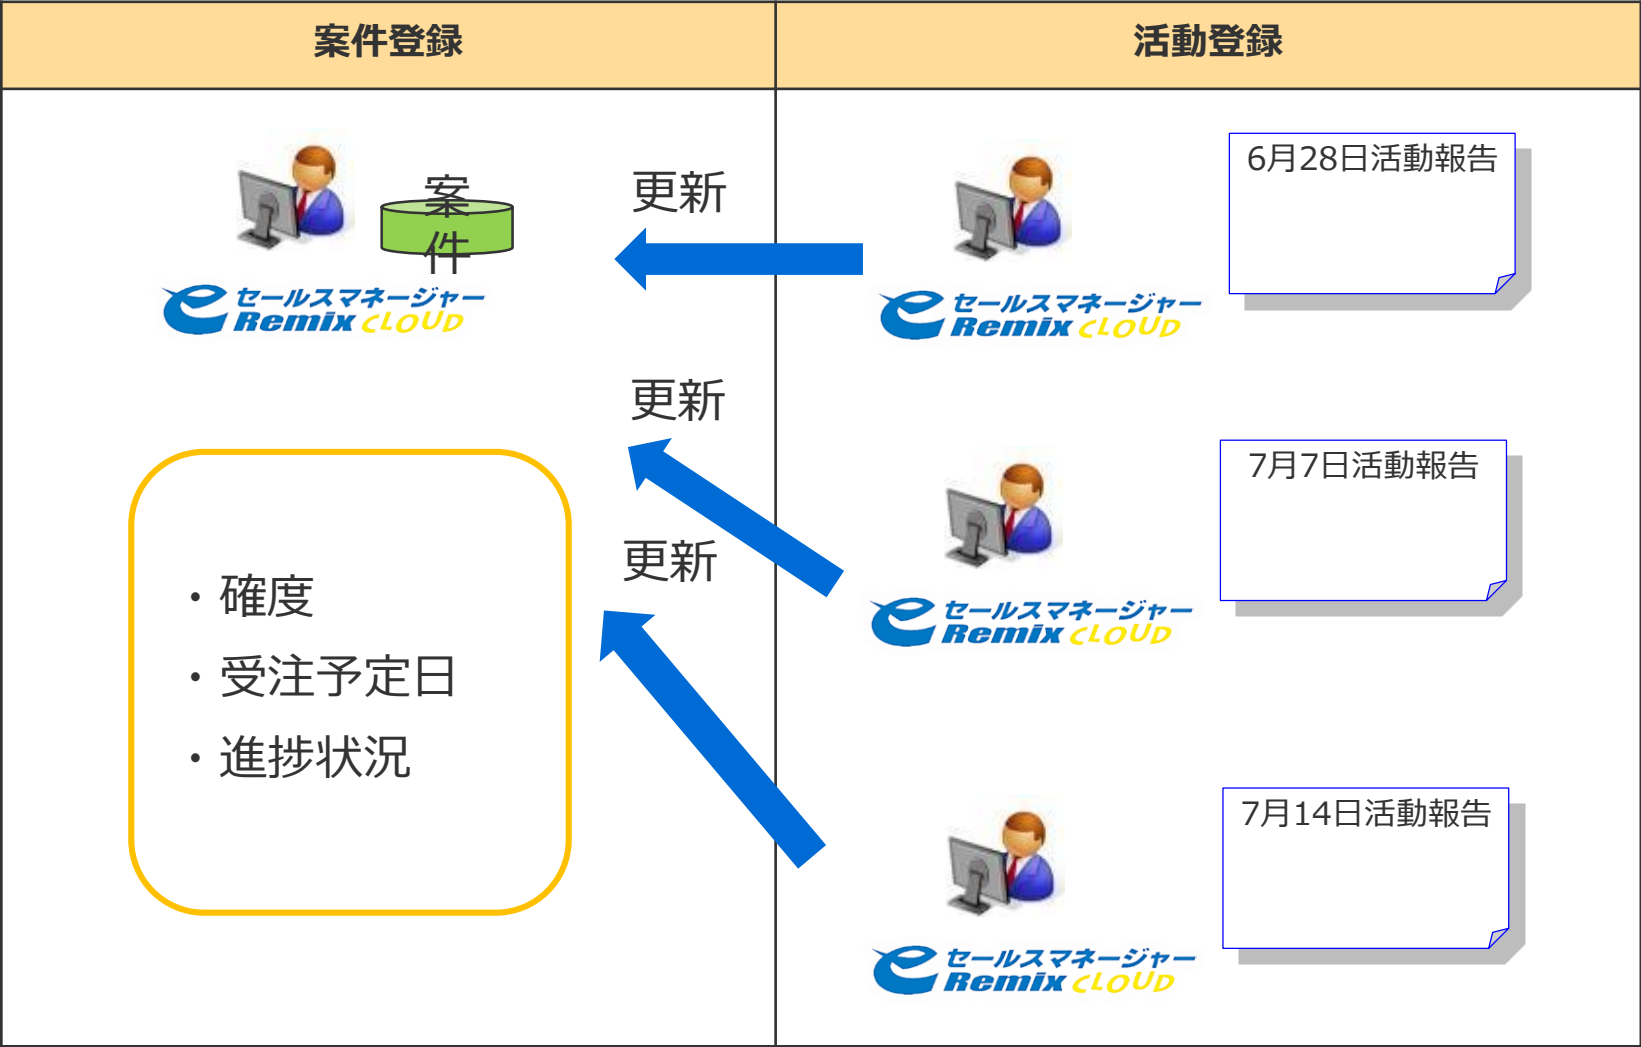 案件登録
活動登録
案
件
更新
eセールスマネージャー
Remix CLOUD
6月28日活動報告
eセールスマネージャー
Remix CLOUD
更新
更新
・確度
・受注予定日
・進捗状況
7月7日活動報告
eセールスマネージャー
Remix CLOUD
7月14日活動報告
eセールスマネージャー
Remix CLOUD